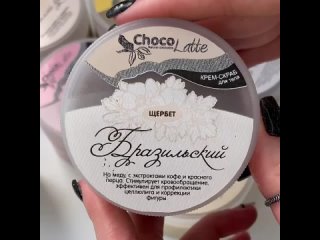 Choco
Latte
КРЕМ-СКРАБ
для тела
ЩЕРБЕТ
Бразильский
На меду, с экстрактами кофе и красного
перца. Стимулирует кровообращение,
эффективен для профилактики
целлюлита и коррекции
фигуры